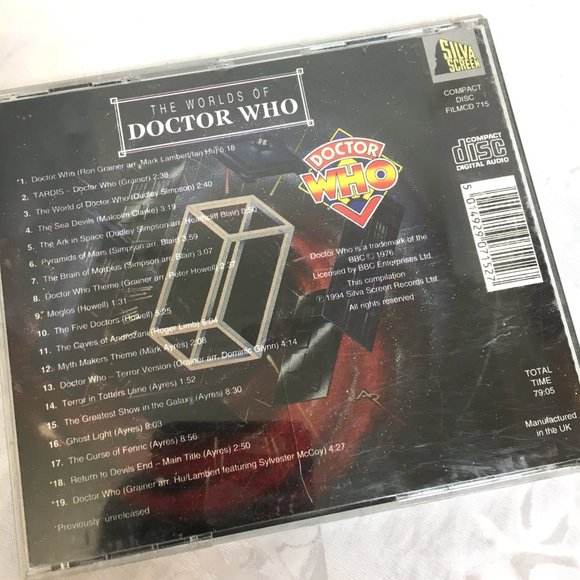 THE WORLDS OF
DOCTOR WHO
*1. Doctor Who (Ron Grainer arr. Mark Lambert/Ian Hu) 6:18
2. TARDIS – Doctor Who (Grainer) 2:38
3. The World of Doctor Who (Dudley Simpson) 2:40
4. The Sea Devils (Malcolm Clarke) 3:19
5. The Ark in Space (Dudley Simpson arr. Heathcliff Blair) 6:50
6. Pyramids of Mars (Simpson arr. Blair) 3:59
7. The Brain of Morbius (Simpson arr. Blair) 3:07
8. Doctor Who Theme (Grainer arr. Peter Howell) 2:37
9. Meglos (Howell) 1:31
10. The Five Doctors (Howell) 5:25
11. The Caves of Androzani (Roger Limb) 5:04
12. Myth Makers Theme (Mark Ayres) 2:08
13. Doctor Who – Terror Version (Grainer arr. Dominic Glynn) 4:14
14. Terror in Totters Lane (Ayres) 1:52
15. The Greatest Show in the Galaxy (Ayres) 8:30
16. Ghost Light (Ayres) 8:03
17. The Curse of Fenric (Ayres) 8:56
*18. Return to Devils End – Main Title (Ayres) 2:50
*19. Doctor Who (Grainer arr. Hu/Lambert featuring Sylvester McCoy) 4:27
*Previously unreleased
DOCTOR
WHO
Doctor Who is a trademark of the
BBC © 1976
Licensed by BBC Enterprises Ltd.
This compilation
℗ 1994 Silva Screen Records Ltd.
All rights reserved
SILVA
SCREEN
COMPACT
DISC
FILMCD 715
COMPACT
disc
DIGITAL AUDIO
5 014929 071527
TOTAL
TIME
79:05
Manufactured
in the UK